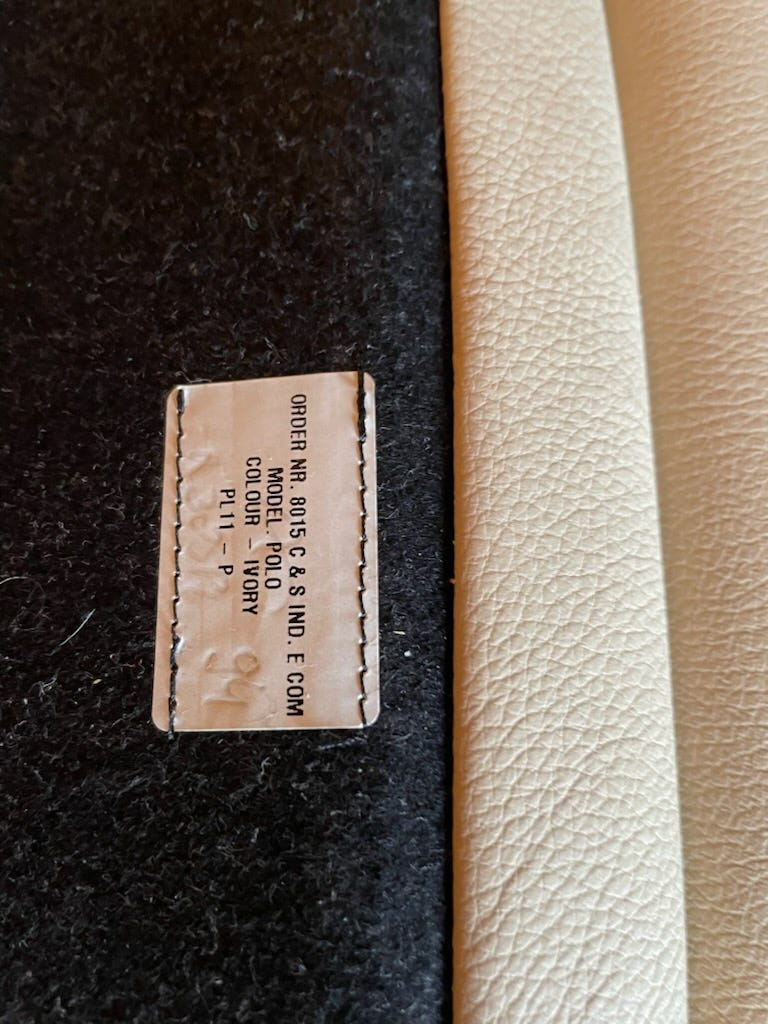 ORDER NR. 8015 C & S IND. E COM
MODEL. POLO
COLOUR - IVORY
PL11 - P